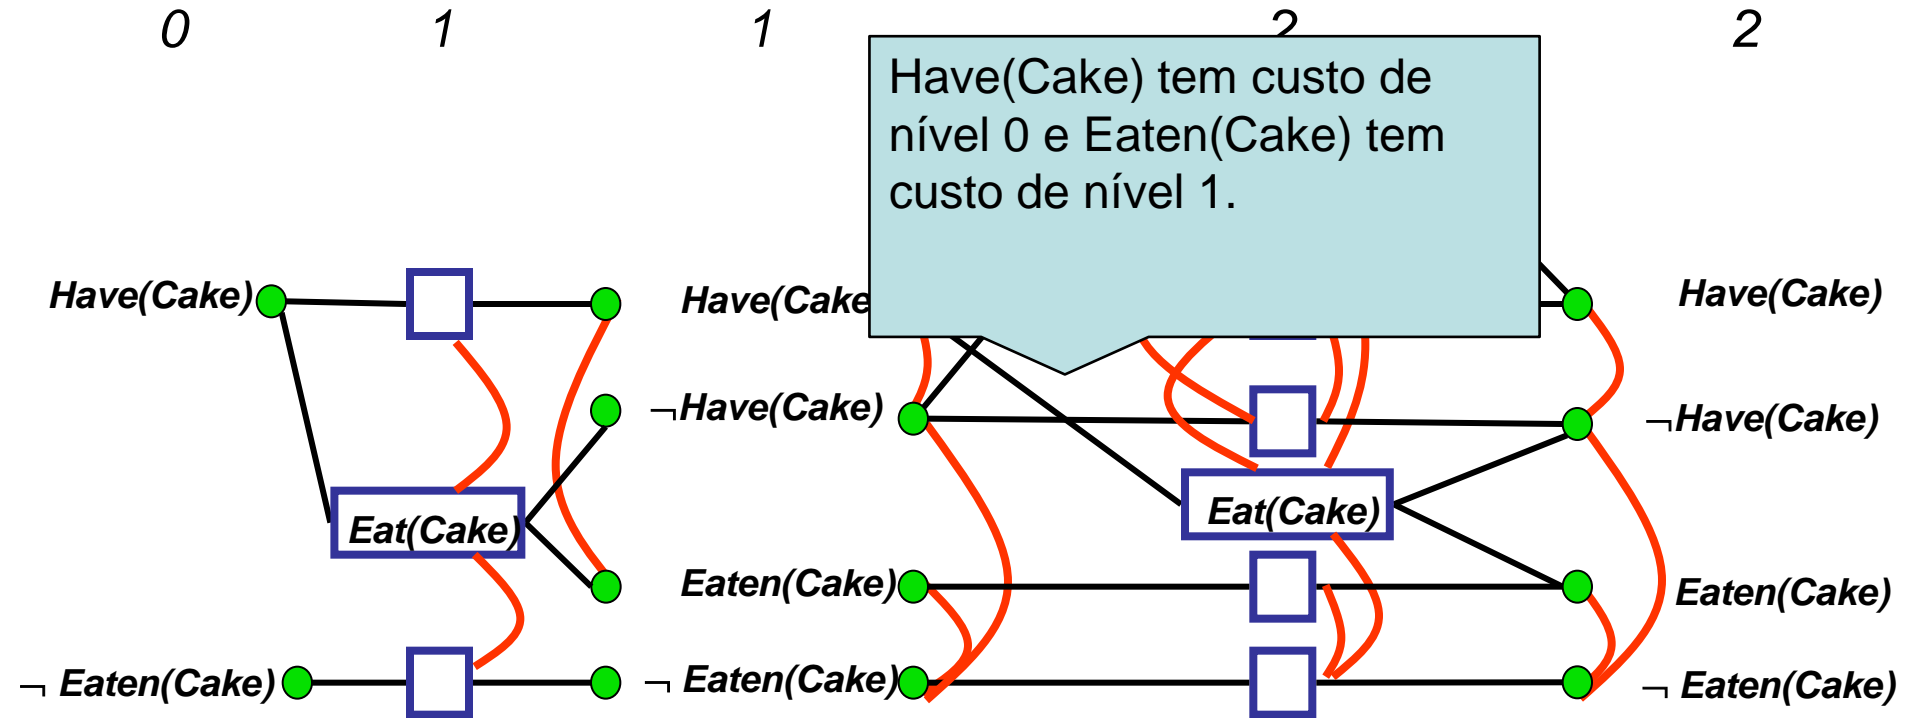 0 1 1 2 2
Have(Cake) tem custo de
nível 0 e Eaten(Cake) tem
custo de nível 1.
Have(Cake) Have(Cake Have(Cake)
¬Have(Cake) ¬Have(Cake)
Eat(Cake) Eat(Cake)
Eaten(Cake) Eaten(Cake)
¬ Eaten(Cake) ¬ Eaten(Cake) ¬ Eaten(Cake)